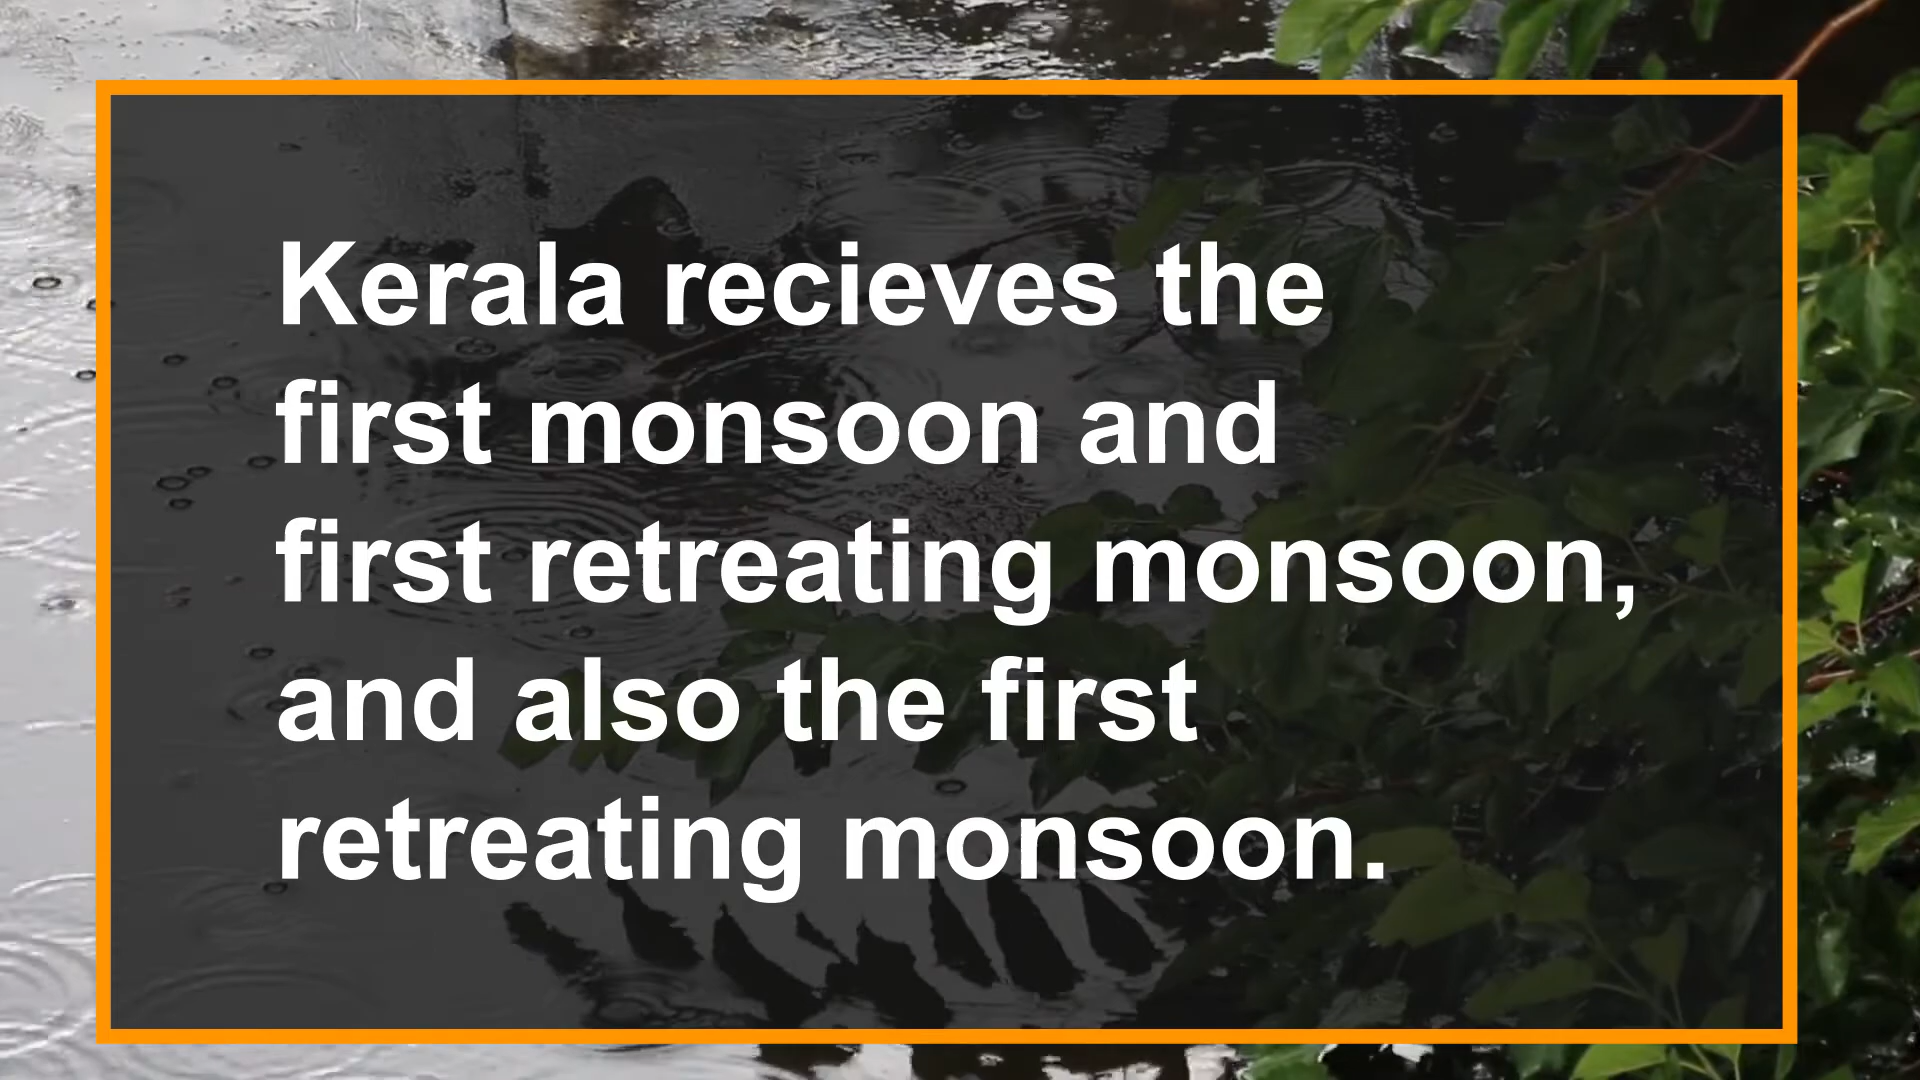 Kerala recieves the
first monsoon and
first retreating monsoon,
and also the first
retreating monsoon.